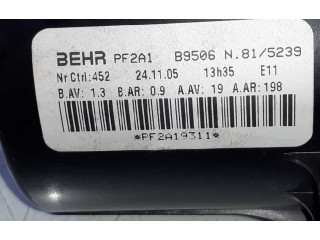 BEHR PF2A1 B9506 N.81/5239
Nr Ctrl:452 24.11.05 13h35 E11
B.AV: 1.3 B.AR: 0.9 A.AV: 19 A.AR: 198
*PF2A19311*